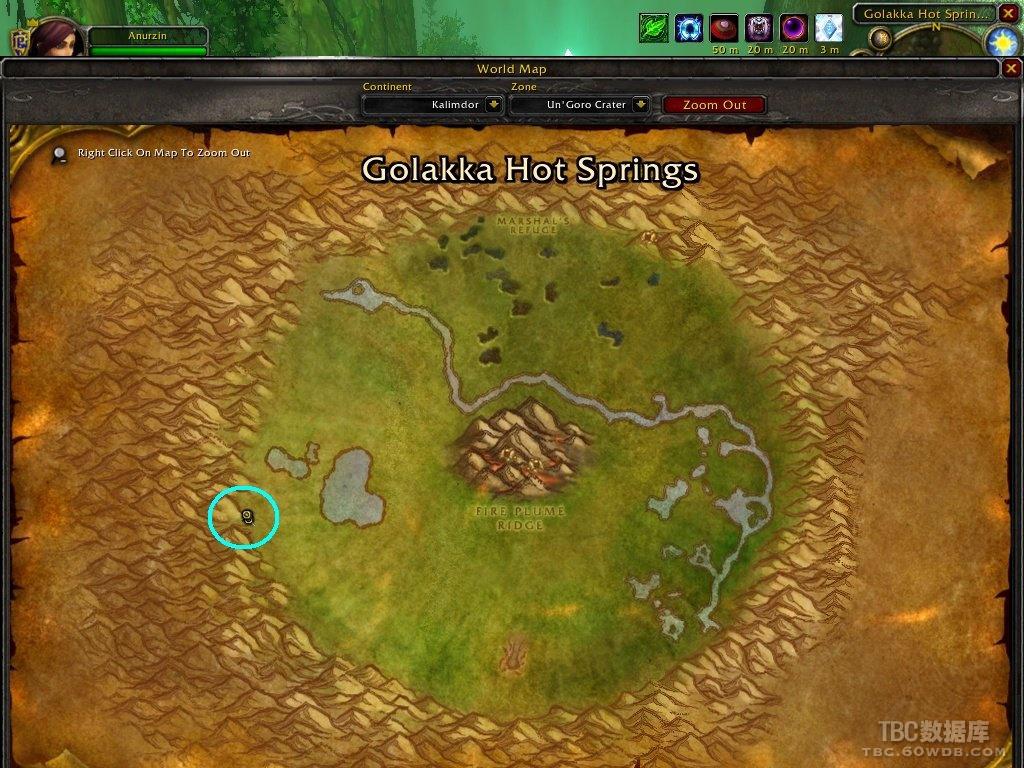 Anurzin
50 m 20 m 20 m 3 m
Golakka Hot Sprin...
N
World Map
Continent
Zone
Kalimdor
Un'Goro Crater
Zoom Out
Right Click On Map To Zoom Out
Golakka Hot Springs
MARSHAL'S
REFUGE
FIRE PLUME
RIDGE
TBC数据库
TBC.60WDB.COM